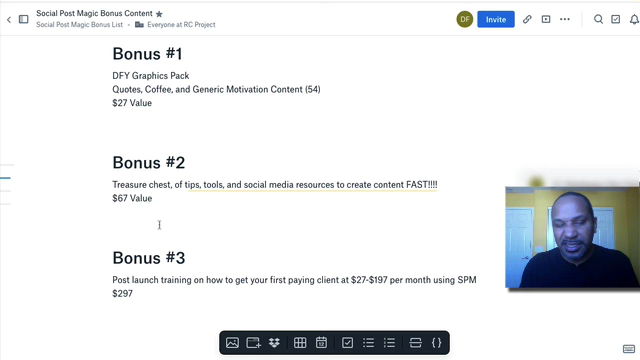 Social Post Magic Bonus Content ★
Social Post Magic Bonus List • Everyone at RC Project
DF
Invite
Bonus #1
DFY Graphics Pack
Quotes, Coffee, and Generic Motivation Content (54)
$27 Value
Bonus #2
Treasure chest, of tips, tools, and social media resources to create content FAST!!!!
$67 Value
Bonus #3
Post launch training on how to get your first paying client at $27-$197 per month using SPM
$297